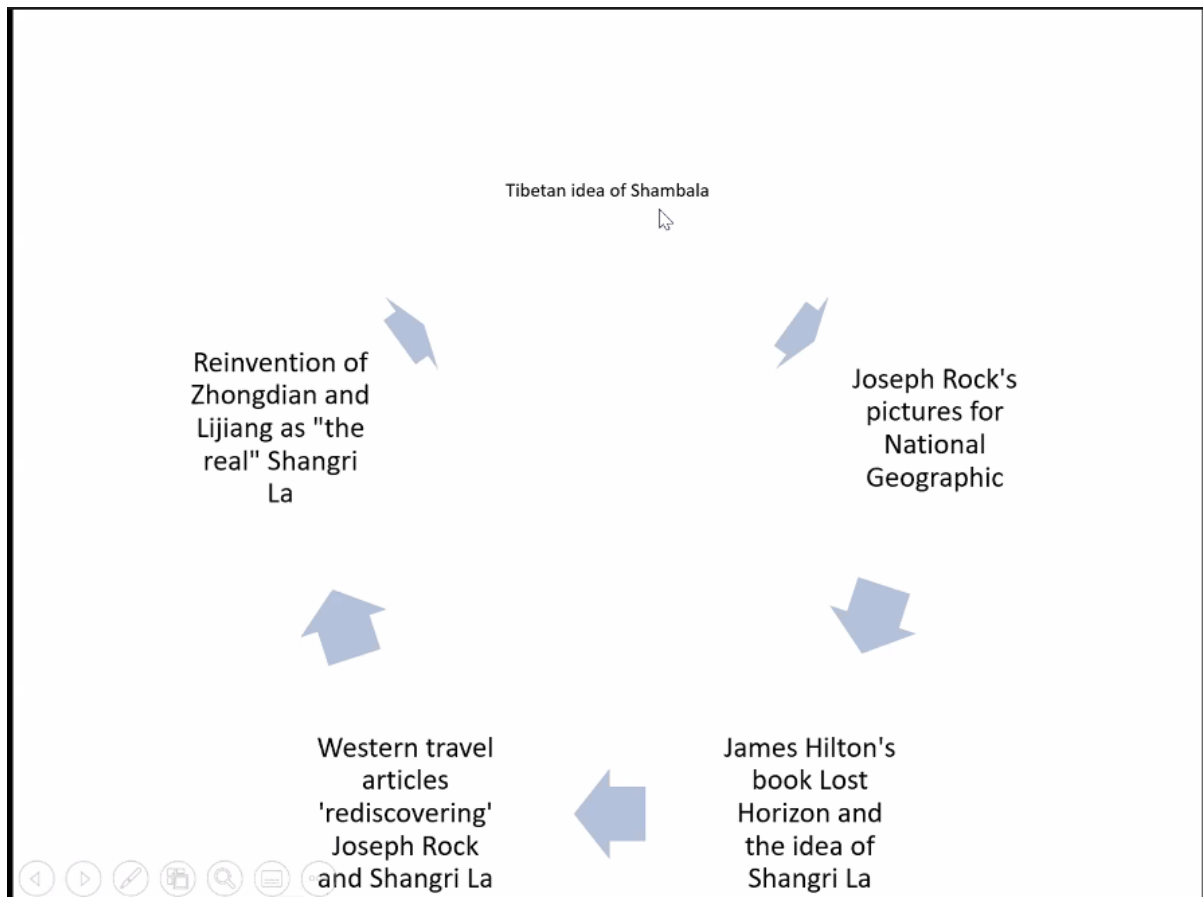 Tibetan idea of Shambala
Joseph Rock's
pictures for
National
Geographic
James Hilton's
book Lost
Horizon and
the idea of
Shangri La
Western travel
articles
'rediscovering'
Joseph Rock
and Shangri La
Reinvention of
Zhongdian and
Lijiang as "the
real" Shangri
La